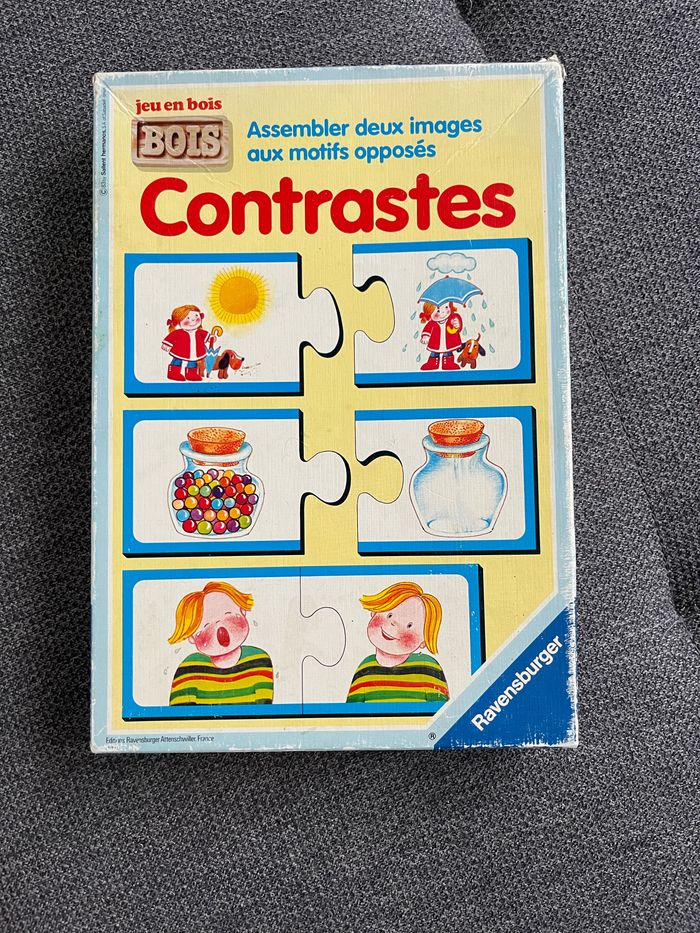 jeu en bois
BOIS
Assembler deux images
aux motifs opposés
Contrastes
Ravensburger
®
Editions Ravensburger Attenschwiller, France